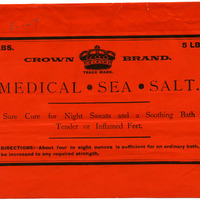 LBS.
5 LB
CROWN BRAND.
TRADE MARK.
MEDICAL • SEA • SALT.
Sure Cure for Night Sweats and a Soothing Bath
Tender or Inflamed Feet.
DIRECTIONS:-About four to eight ounces is sufficient for an ordinary bath,
be increased to any required strength.